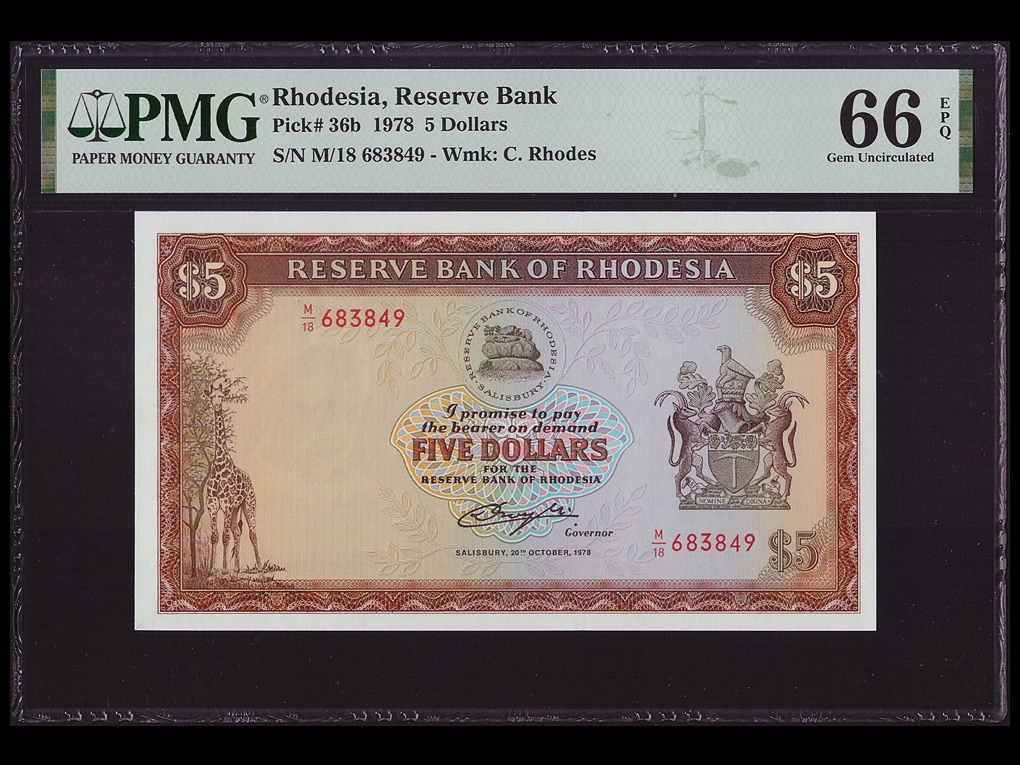 PMG®
PAPER MONEY GUARANTY
Rhodesia, Reserve Bank
Pick# 36b 1978 5 Dollars
S/N M/18 683849 - Wmk: C. Rhodes
66
EPQ
Gem Uncirculated
RESERVE BANK OF RHODESIA
$5
$5
M/18 683849
RESERVE BANK OF RHODESIA
SALISBURY
I promise to pay
the bearer on demand
FIVE DOLLARS
FOR THE
RESERVE BANK OF RHODESIA
Governor
SALISBURY, 20TH OCTOBER, 1978
NOMINE DIGNA
M/18 683849
$5